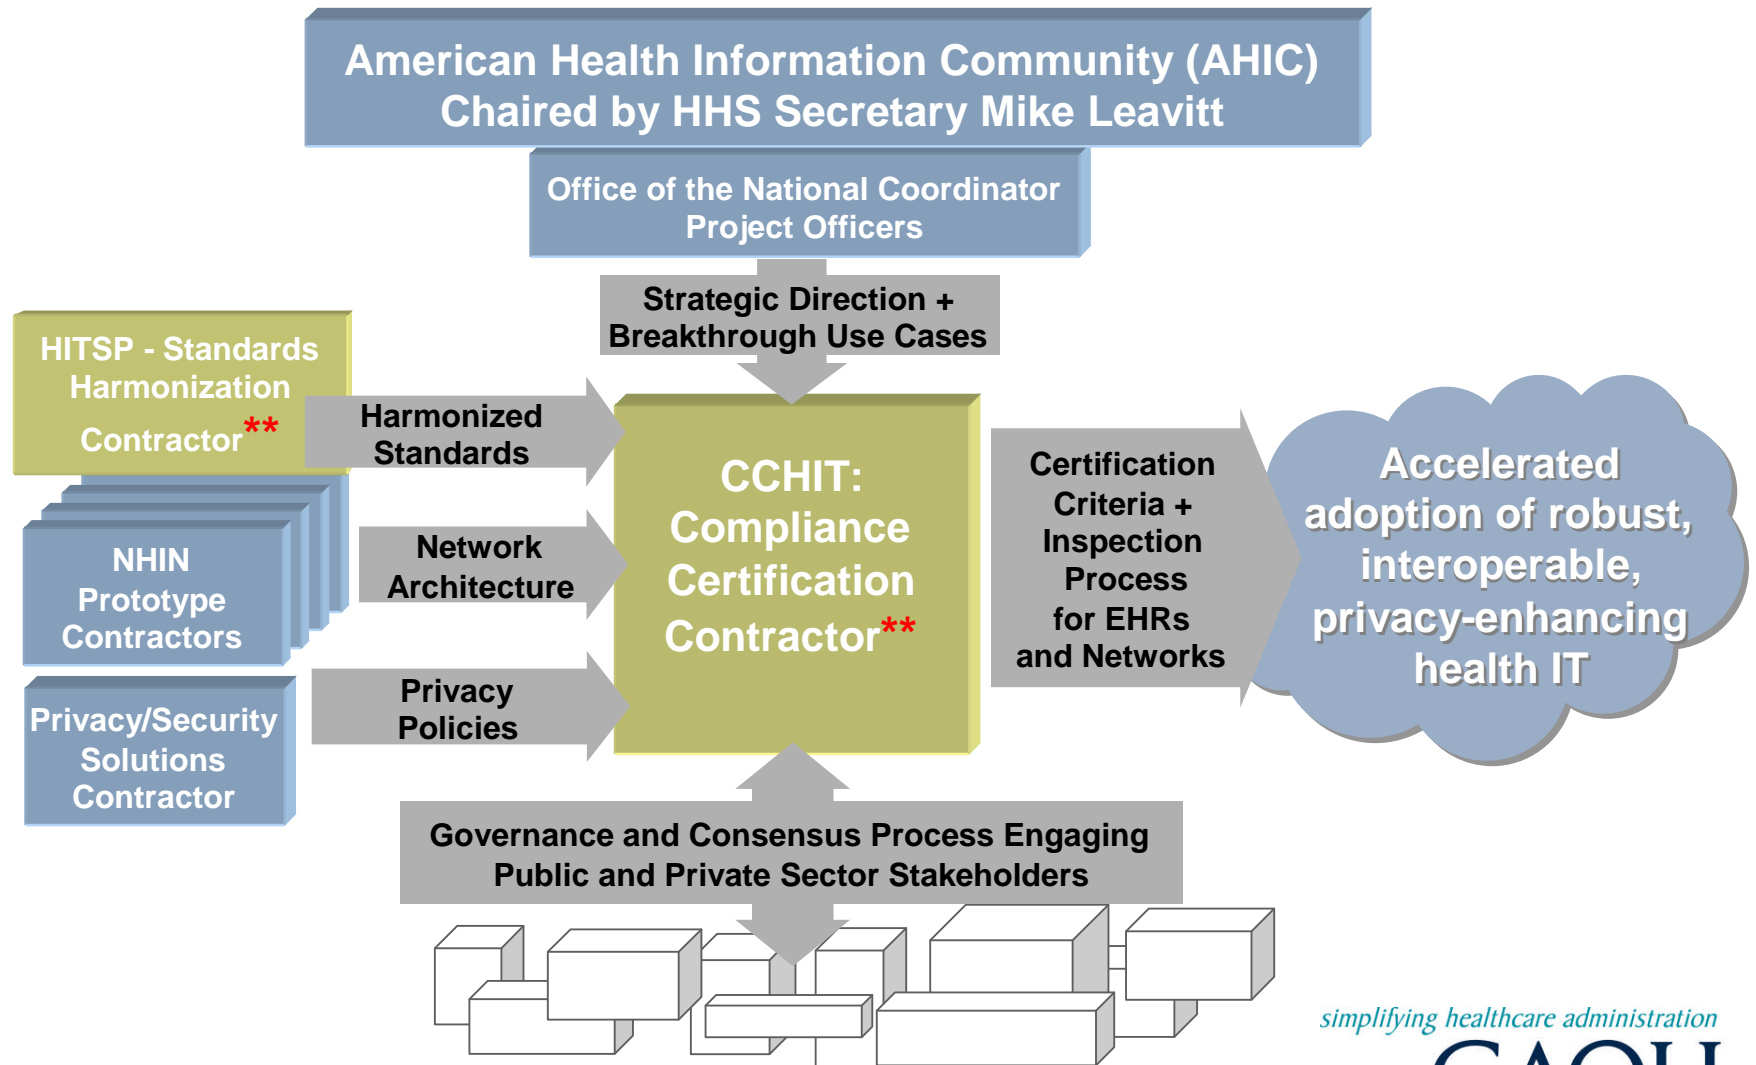 American Health Information Community (AHIC)
Chaired by HHS Secretary Mike Leavitt
Office of the National Coordinator
Project Officers
Strategic Direction +
Breakthrough Use Cases
HITSP - Standards
Harmonization
Contractor**
Harmonized
Standards
NHIN
Prototype
Contractors
Network
Architecture
Privacy/Security
Solutions
Contractor
Privacy
Policies
CCHIT:
Compliance
Certification
Contractor**
Certification
Criteria +
Inspection
Process
for EHRs
and Networks
Accelerated
adoption of robust,
interoperable,
privacy-enhancing
health IT
Governance and Consensus Process Engaging
Public and Private Sector Stakeholders
simplifying healthcare administration
CAQH